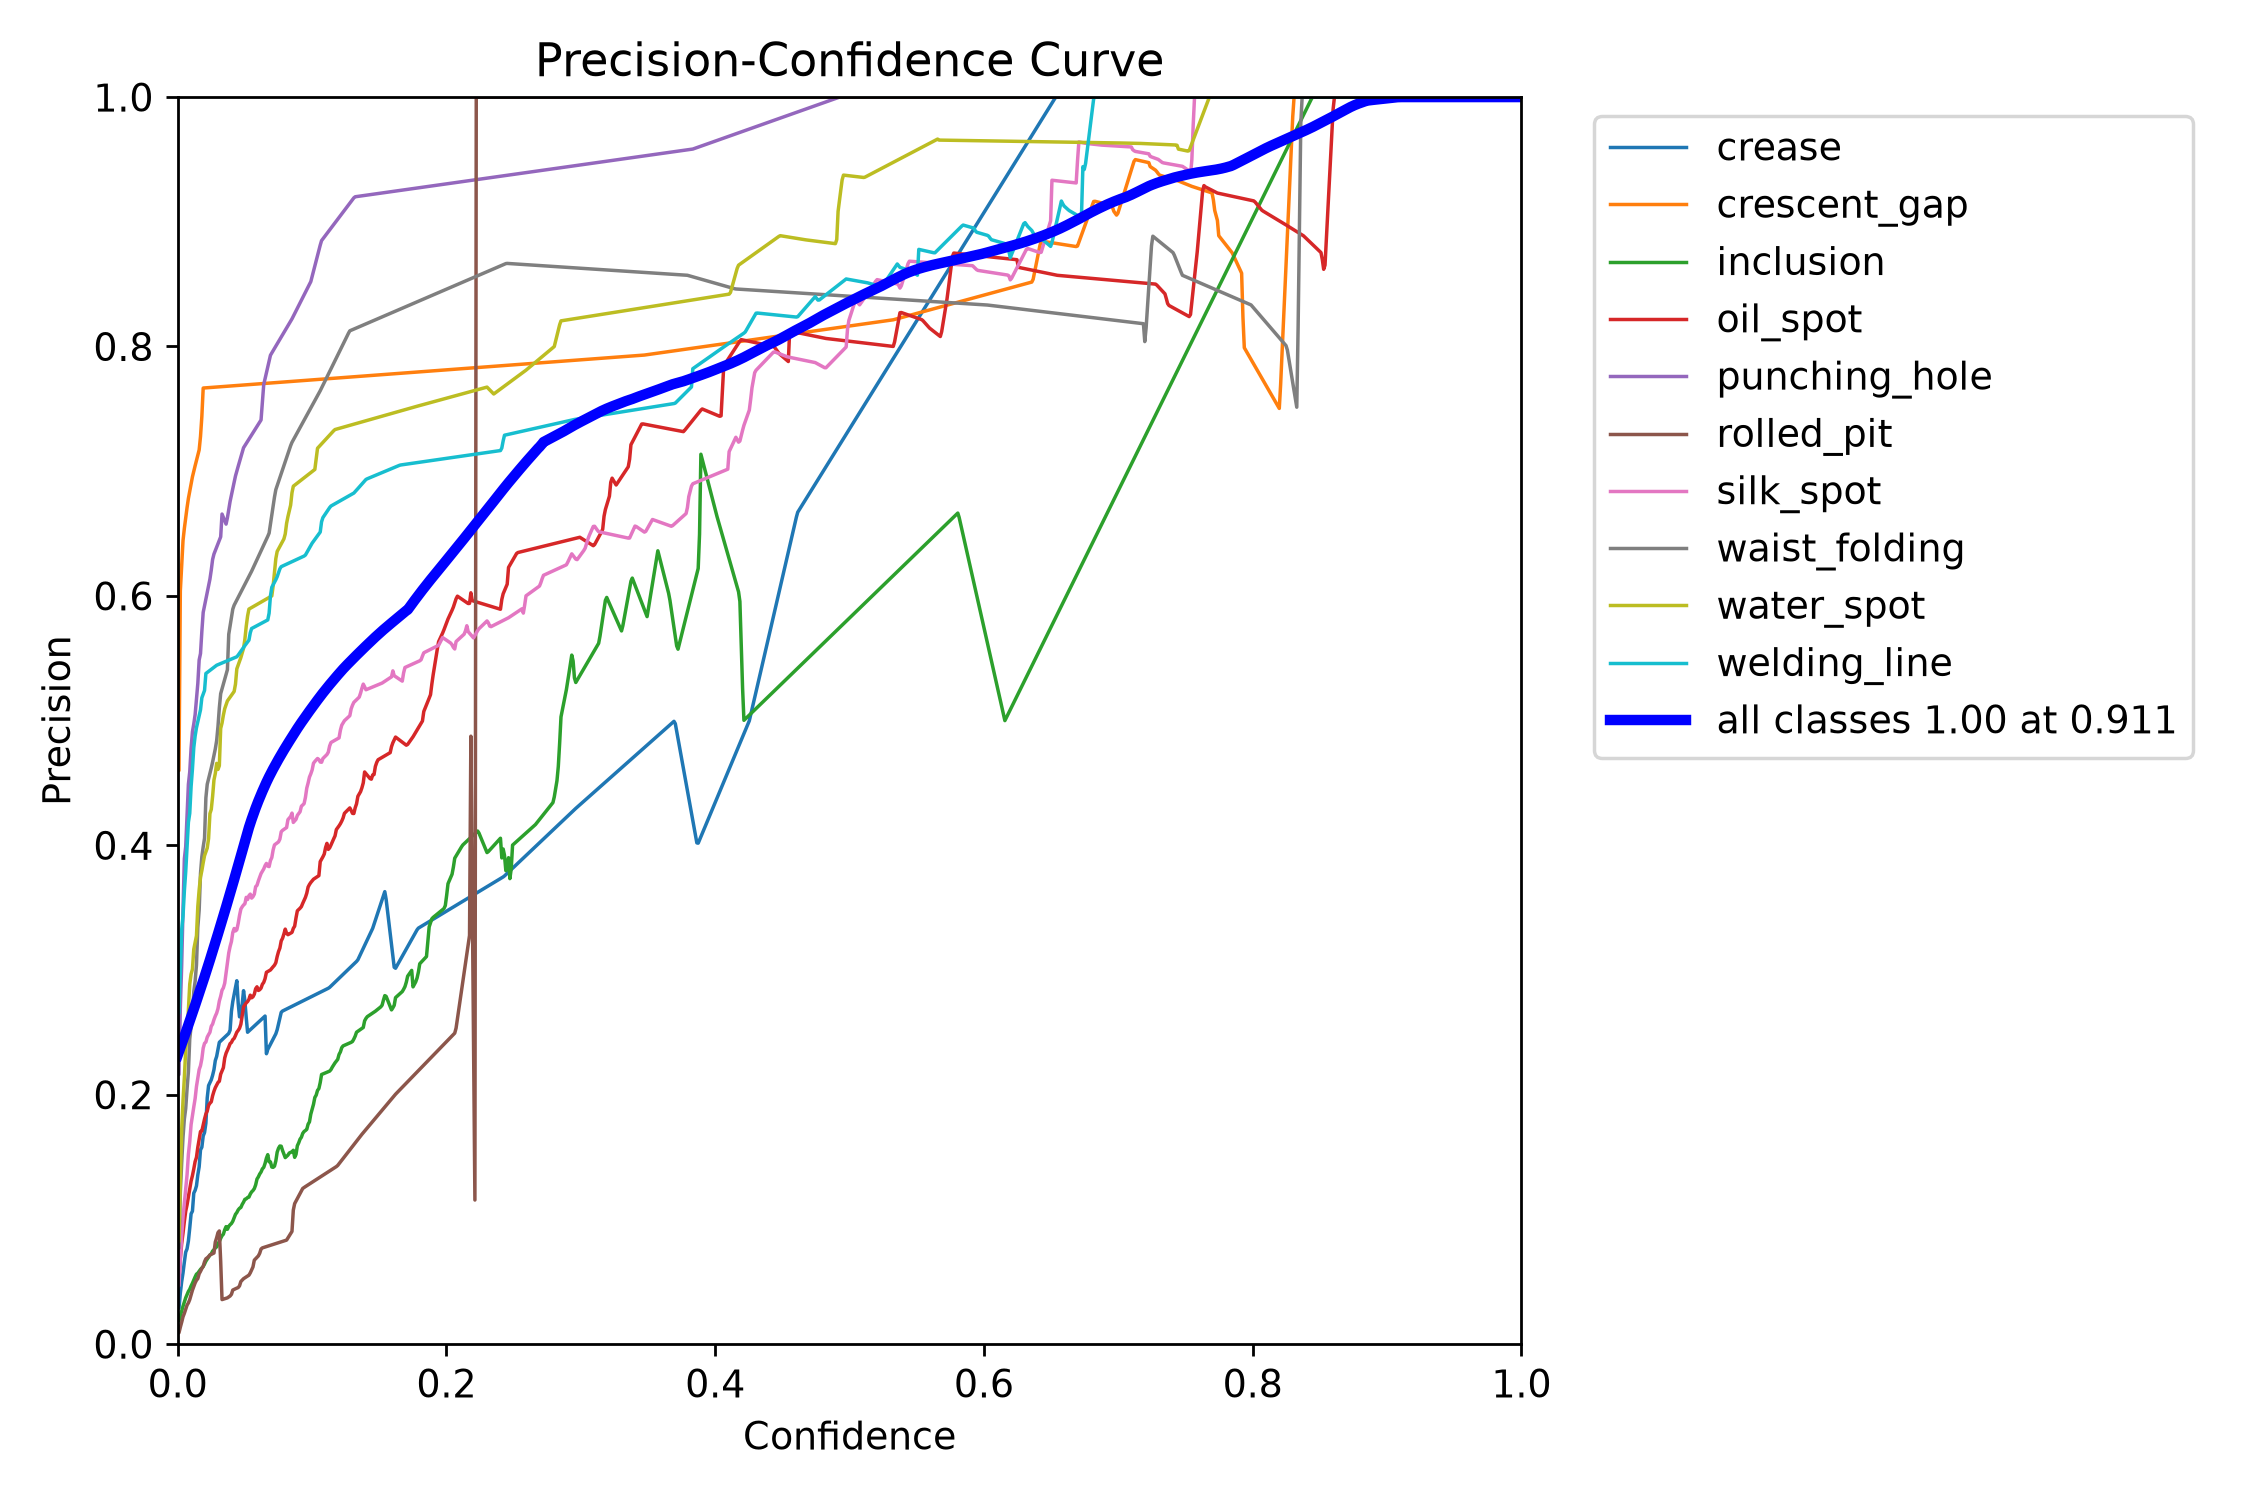 Precision-Confidence Curve
1.0
0.8
0.6
0.4
0.2
0.0
Precision
0.0 0.2 0.4 0.6 0.8 1.0
Confidence
crease
crescent_gap
inclusion
oil_spot
punching_hole
rolled_pit
silk_spot
waist_folding
water_spot
welding_line
all classes 1.00 at 0.911